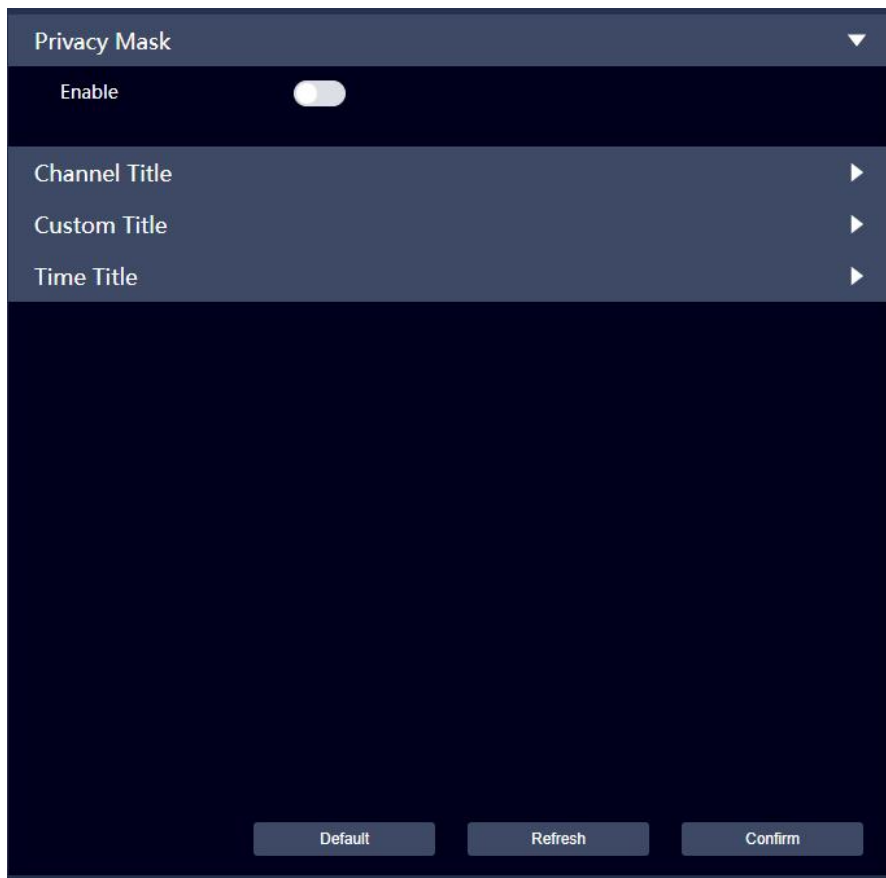 Privacy Mask
Enable
Channel Title
Custom Title
Time Title
Default Refresh Confirm